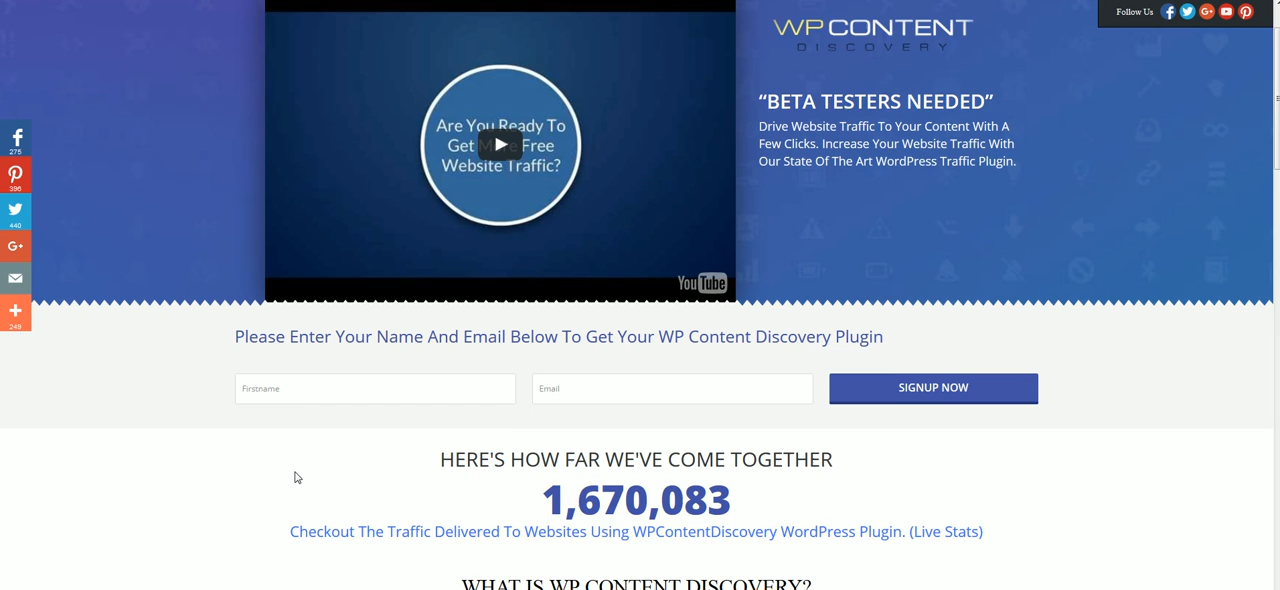 Follow Us
WPCONTENT
DISCOVERY
Are You Ready To
Get Free
Website Traffic?
YouTube
“BETA TESTERS NEEDED”
Drive Website Traffic To Your Content With A
Few Clicks. Increase Your Website Traffic With
Our State Of The Art WordPress Traffic Plugin.
275
396
440
G+
249
Please Enter Your Name And Email Below To Get Your WP Content Discovery Plugin
Firstname
Email
SIGNUP NOW
HERE'S HOW FAR WE'VE COME TOGETHER
1,670,083
Checkout The Traffic Delivered To Websites Using WPContentDiscovery WordPress Plugin. (Live Stats)
WHAT IS WP CONTENT DISCOVERY?